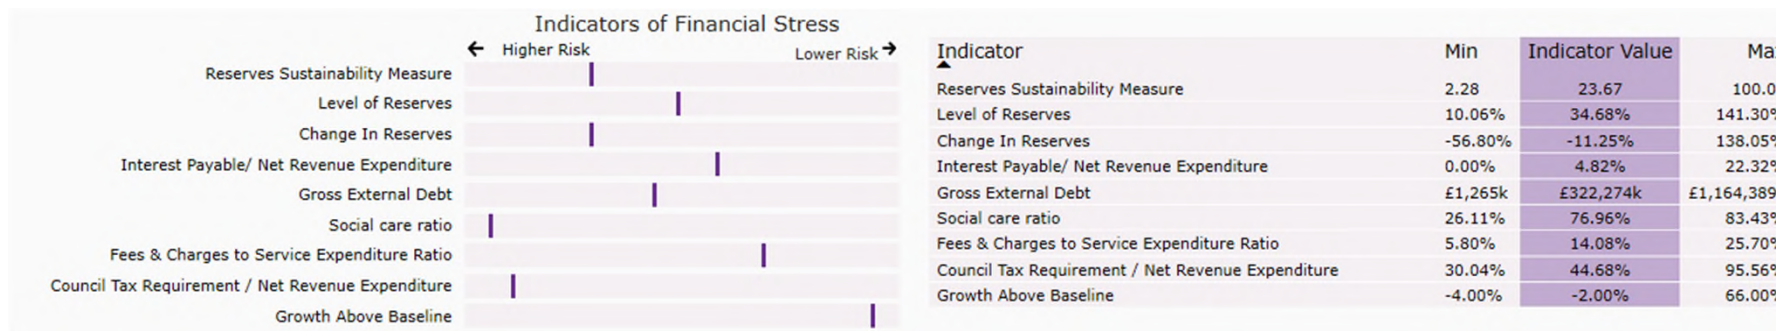 Indicators of Financial Stress
← Higher Risk Lower Risk →
Reserves Sustainability Measure
Level of Reserves
Change In Reserves
Interest Payable/ Net Revenue Expenditure
Gross External Debt
Social care ratio
Fees & Charges to Service Expenditure Ratio
Council Tax Requirement / Net Revenue Expenditure
Growth Above Baseline
Indicator Min Indicator Value Max
Reserves Sustainability Measure 2.28 23.67 100.0
Level of Reserves 10.06% 34.68% 141.30%
Change In Reserves -56.80% -11.25% 138.05%
Interest Payable/ Net Revenue Expenditure 0.00% 4.82% 22.32%
Gross External Debt £1,265k £322,274k £1,164,389
Social care ratio 26.11% 76.96% 83.43%
Fees & Charges to Service Expenditure Ratio 5.80% 14.08% 25.70%
Council Tax Requirement / Net Revenue Expenditure 30.04% 44.68% 95.56%
Growth Above Baseline -4.00% -2.00% 66.00%